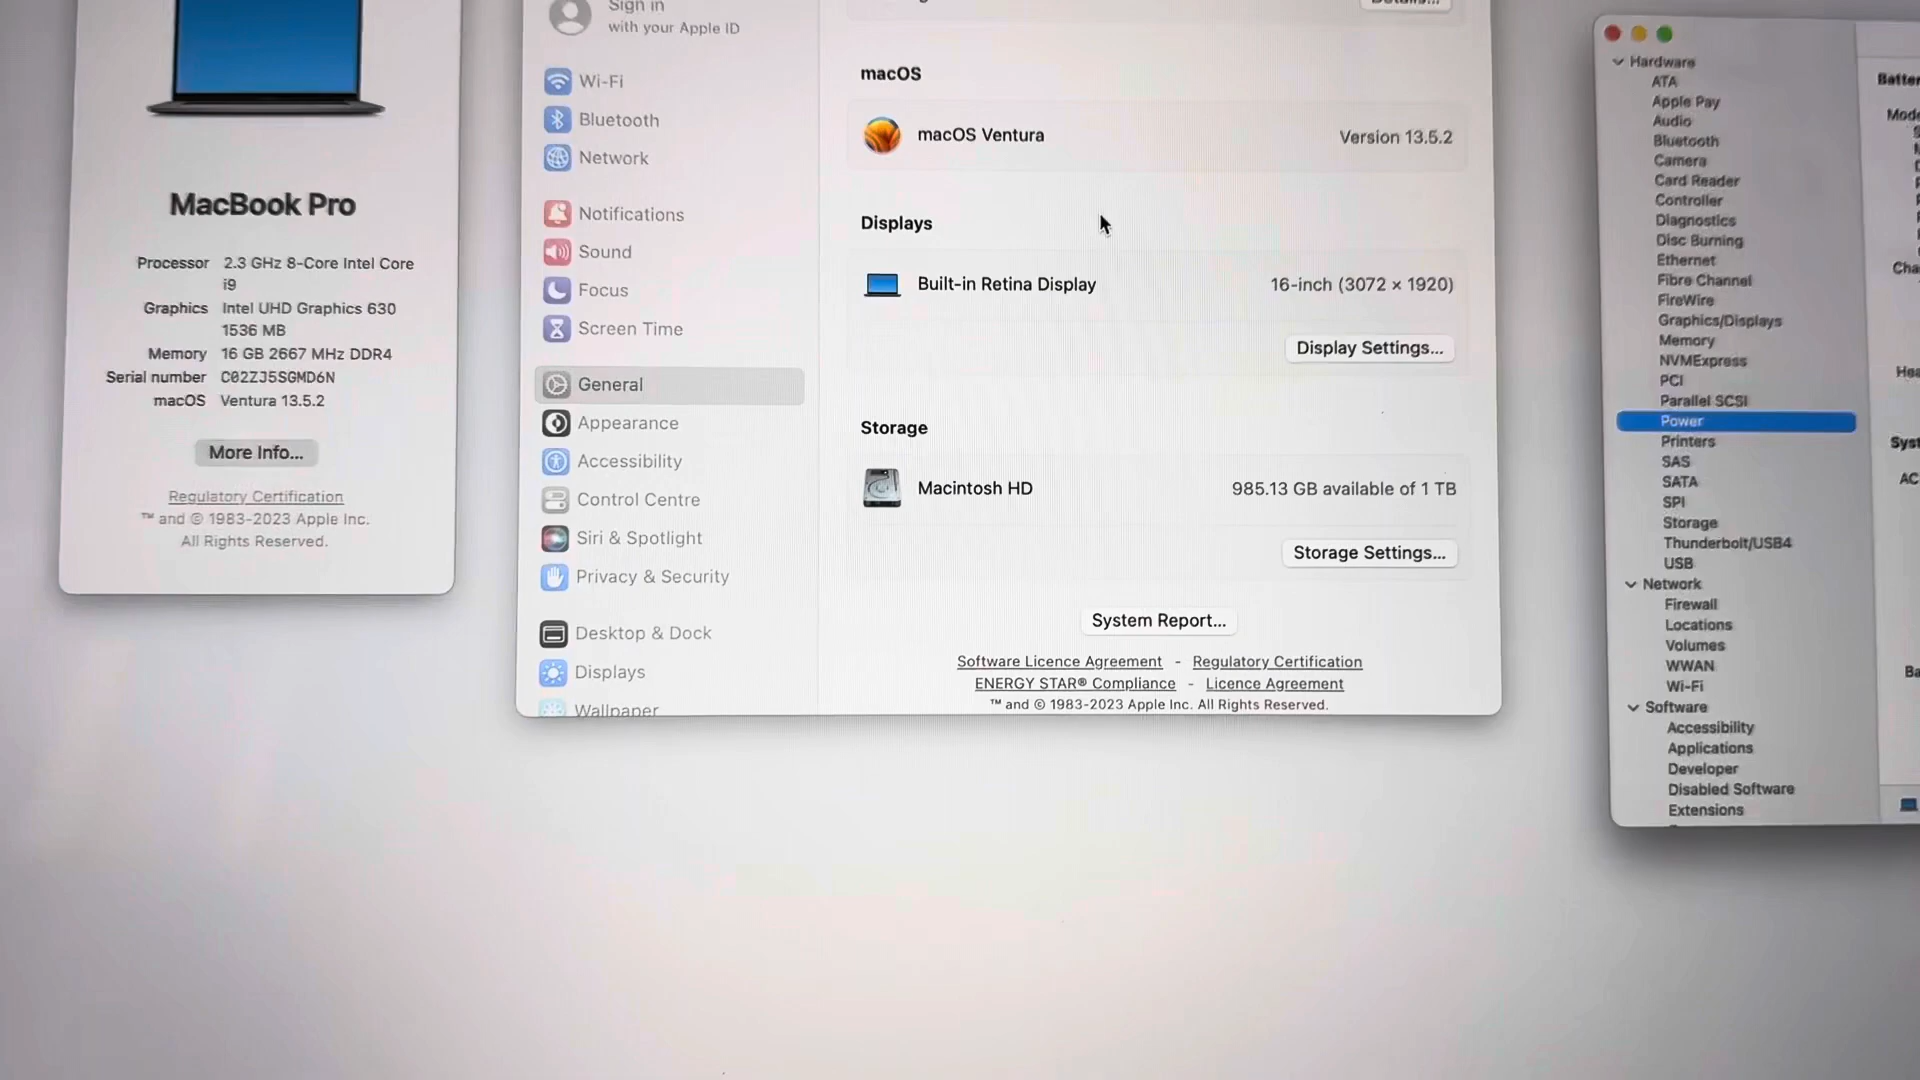 MacBook Pro
Processor 2.3 GHz 8-Core Intel Core
i9
Graphics Intel UHD Graphics 630
1536 MB
Memory 16 GB 2667 MHz DDR4
Serial number C02ZJ5SGMD6N
macOS Ventura 13.5.2
More Info...
Regulatory Certification
™ and © 1983-2023 Apple Inc.
All Rights Reserved.
Sign in
with your Apple ID
Wi-Fi
Bluetooth
Network
Notifications
Sound
Focus
Screen Time
General
Appearance
Accessibility
Control Centre
Siri & Spotlight
Privacy & Security
Desktop & Dock
Displays
Wallpaper
macOS
macOS Ventura Version 13.5.2
Displays
Built-in Retina Display 16-inch (3072 × 1920)
Display Settings...
Storage
Macintosh HD 985.13 GB available of 1 TB
Storage Settings...
System Report...
Software Licence Agreement - Regulatory Certification
ENERGY STAR® Compliance - Licence Agreement
™ and © 1983-2023 Apple Inc. All Rights Reserved.
Hardware
ATA
Apple Pay
Audio
Bluetooth
Camera
Card Reader
Controller
Diagnostics
Disc Burning
Ethernet
Fibre Channel
FireWire
Graphics/Displays
Memory
NVMExpress
PCI
Parallel SCSI
Power
Printers
SAS
SATA
SPI
Storage
Thunderbolt/USB4
USB
Network
Firewall
Locations
Volumes
WWAN
Wi-Fi
Software
Accessibility
Applications
Developer
Disabled Software
Extensions
AC